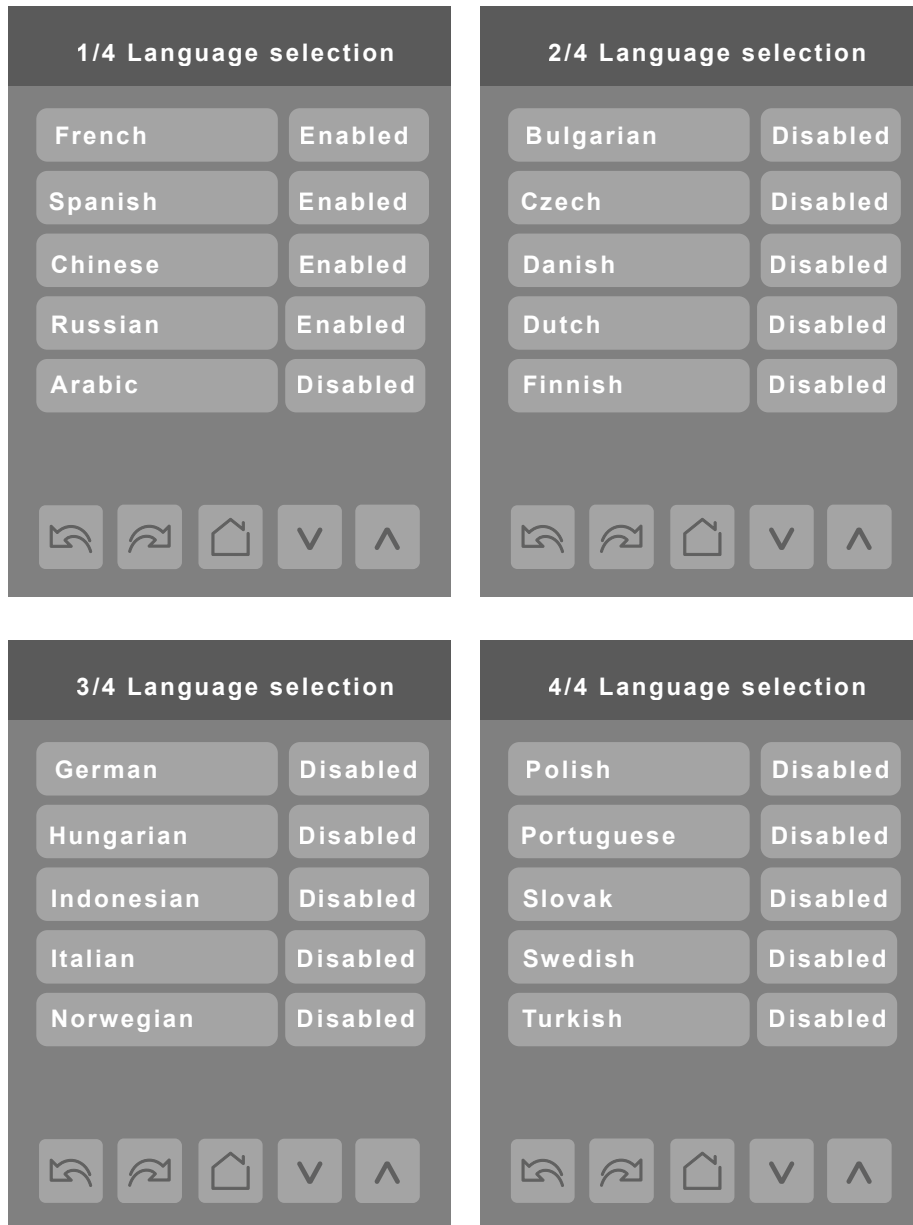 1/4 Language selection
French Enabled
Spanish Enabled
Chinese Enabled
Russian Enabled
Arabic Disabled
2/4 Language selection
Bulgarian Disabled
Czech Disabled
Danish Disabled
Dutch Disabled
Finnish Disabled
3/4 Language selection
German Disabled
Hungarian Disabled
Indonesian Disabled
Italian Disabled
Norwegian Disabled
4/4 Language selection
Polish Disabled
Portuguese Disabled
Slovak Disabled
Swedish Disabled
Turkish Disabled